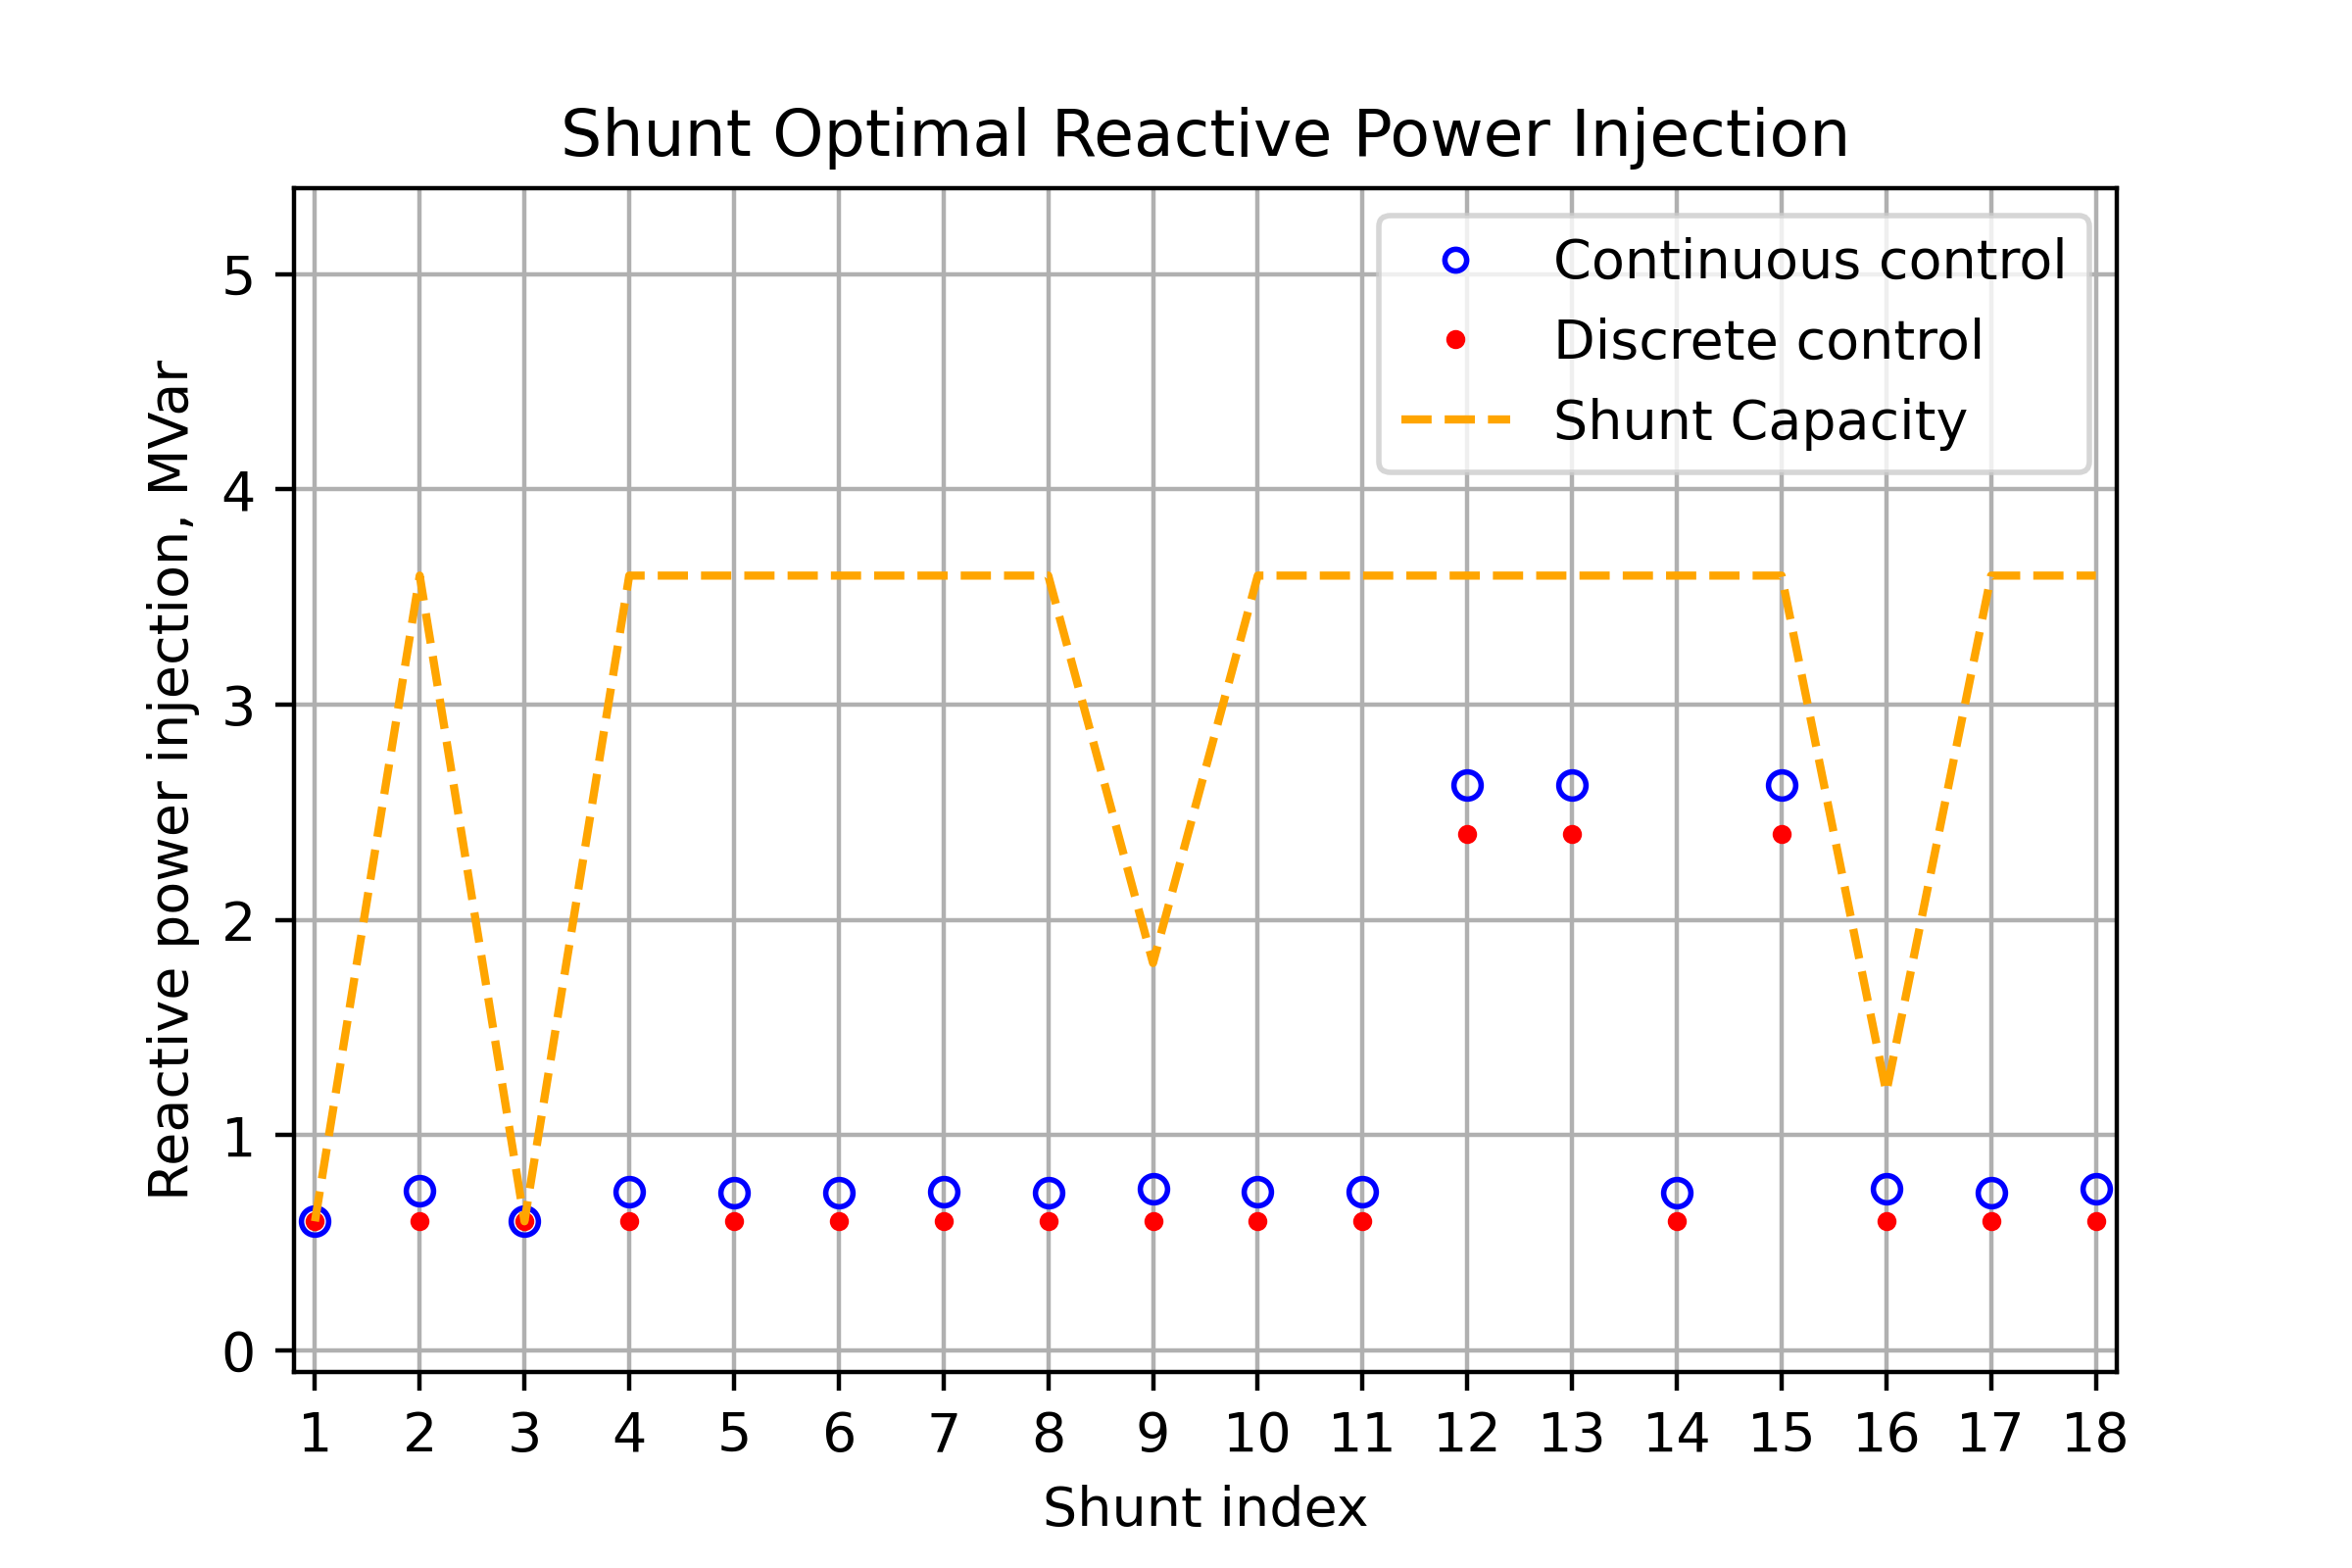 Shunt Optimal Reactive Power Injection
Continuous control
Discrete control
Shunt Capacity
Reactive power injection, MVar
5
4
3
2
1
0
1 2 3 4 5 6 7 8 9 10 11 12 13 14 15 16 17 18
Shunt index